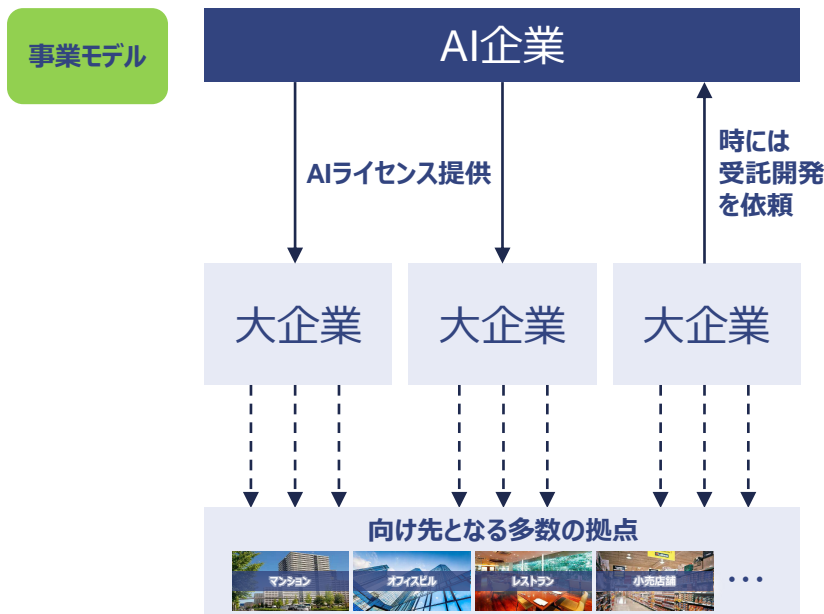 事業モデル
AI企業
AIライセンス提供
時には
受託開発
を依頼
大企業
大企業
大企業
向け先となる多数の拠点
マンション
オフィスビル
レストラン
小売店舗
・・・